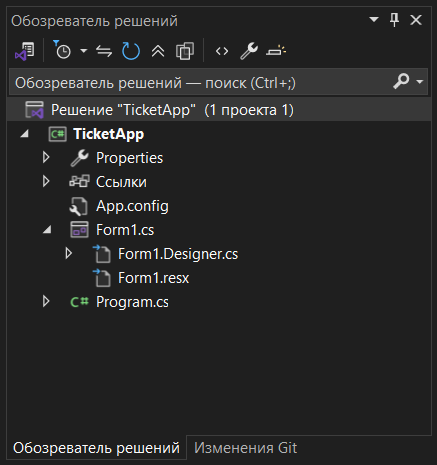 Обозреватель решений
Обозреватель решений — поиск (Ctrl+;)
Решение "TicketApp" (1 проекта 1)
C# TicketApp
Properties
Ссылки
App.config
Form1.cs
Form1.Designer.cs
Form1.resx
C# Program.cs
Обозреватель решений Изменения Git